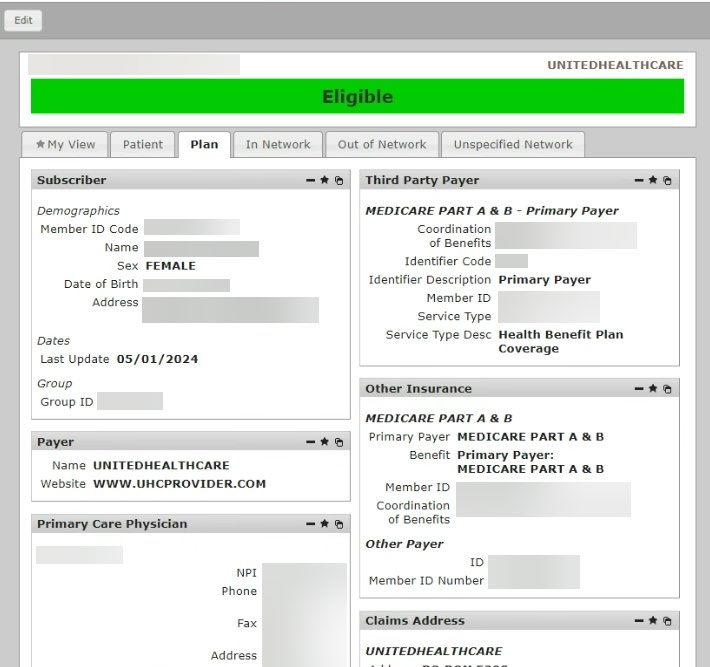 Edit
UNITEDHEALTHCARE
Eligible
My View
Patient
Plan
In Network
Out of Network
Unspecified Network
Subscriber
Demographics
Member ID Code
Name
Sex FEMALE
Date of Birth
Address
Dates
Last Update 05/01/2024
Group
Group ID
Payer
Name UNITEDHEALTHCARE
Website WWW.UHCPROVIDER.COM
Primary Care Physician
NPI
Phone
Fax
Address
Third Party Payer
MEDICARE PART A & B - Primary Payer
Coordination
of Benefits
Identifier Code
Identifier Description Primary Payer
Member ID
Service Type
Service Type Desc Health Benefit Plan
Coverage
Other Insurance
MEDICARE PART A & B
Primary Payer MEDICARE PART A & B
Benefit Primary Payer:
MEDICARE PART A & B
Member ID
Coordination
of Benefits
Other Payer
ID
Member ID Number
Claims Address
UNITEDHEALTHCARE